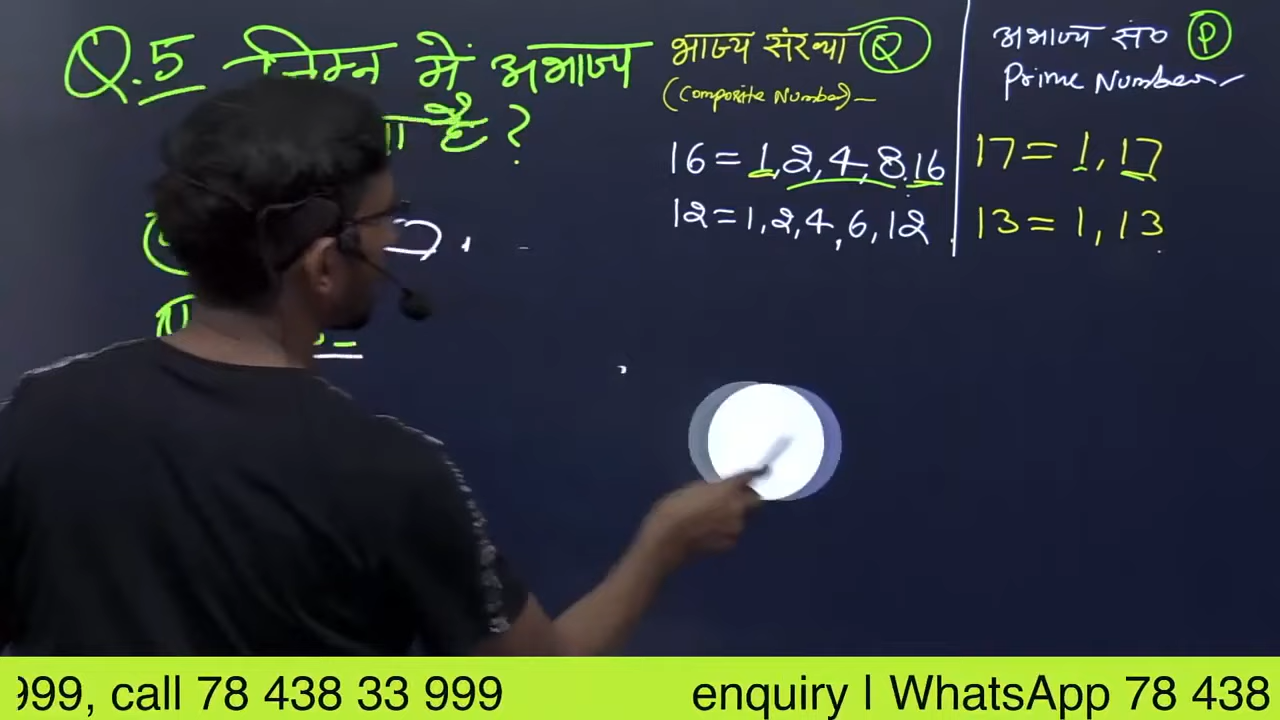 Q.5 निम्न में अभाज्य
है?
भाज्य संख्या Q
(Composite Number)
16 = 1, 2, 4, 8, 16
12 = 1, 2, 4, 6, 12
अभाज्य सं० P
Prime Number
17 = 1, 17
13 = 1, 13
999, call 78 438 33 999
enquiry | WhatsApp 78 438